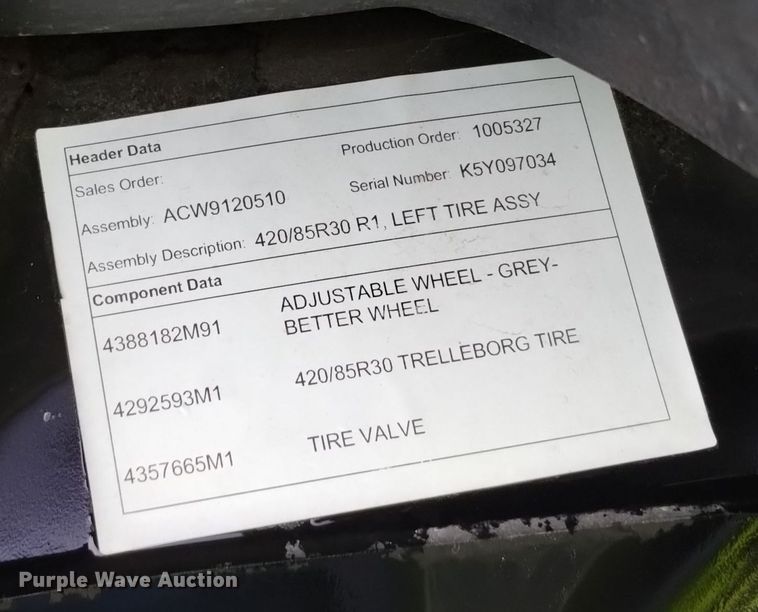 Header Data
Sales Order: Production Order: 1005327
Assembly: ACW9120510 Serial Number: K5Y097034
Assembly Description: 420/85R30 R1, LEFT TIRE ASSY
Component Data
4388182M91 ADJUSTABLE WHEEL - GREY-
BETTER WHEEL
4292593M1 420/85R30 TRELLEBORG TIRE
4357665M1 TIRE VALVE
Purple Wave Auction